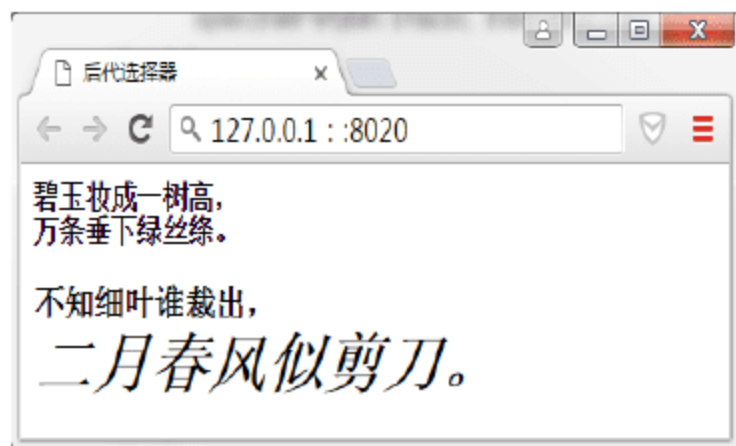 后代选择器
127.0.0.1 : :8020
碧玉妆成一树高，
万条垂下绿丝绦。
不知细叶谁裁出，
二月春风似剪刀。